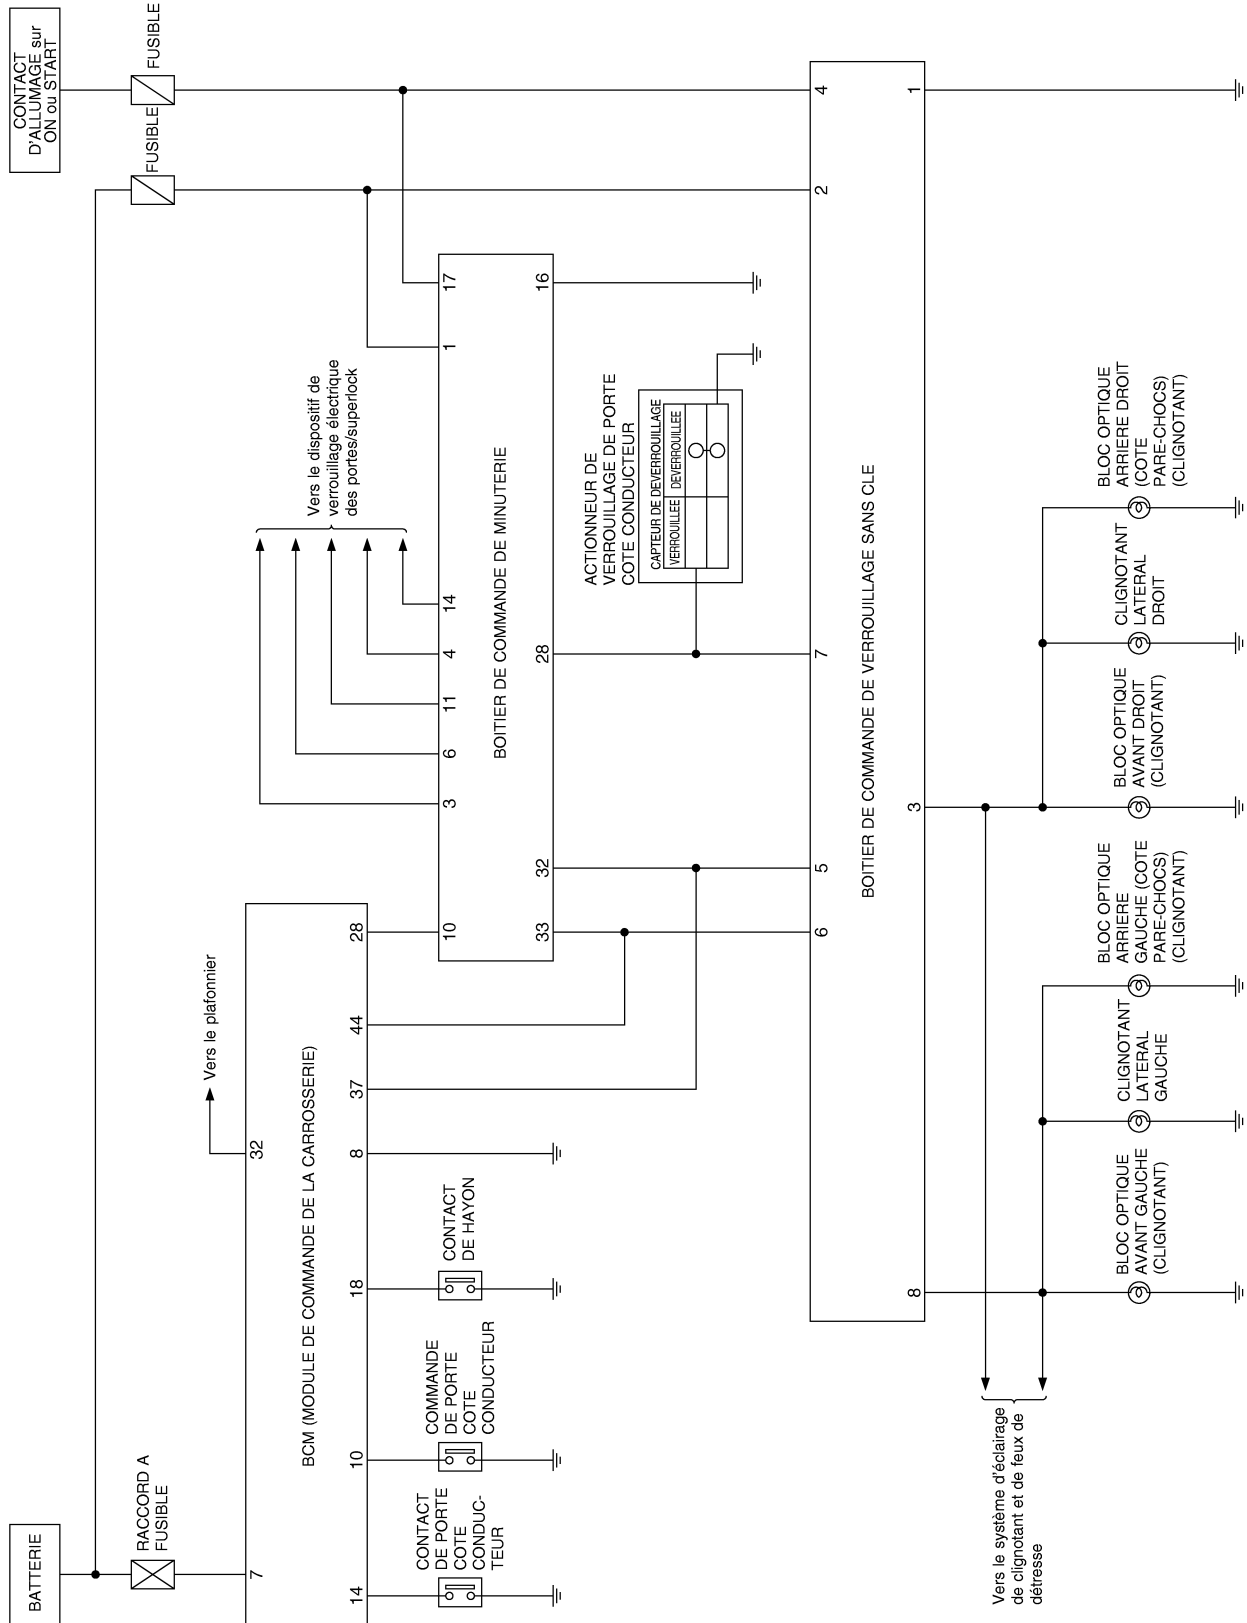 BATTERIE
RACCORD A
FUSIBLE
7
CONTACT
D'ALLUMAGE sur
ON ou START
FUSIBLE
FUSIBLE
32
Vers le plafonnier
BCM (MODULE DE COMMANDE DE LA CARROSSERIE)
14
10
18
8
37
44
28
CONTACT
DE PORTE
COTE
CONDUC-
TEUR
COMMANDE
DE PORTE
COTE
CONDUCTEUR
CONTACT
DE HAYON
Vers le dispositif de
verrouillage électrique
des portes/superlock
10
3
6
11
4
14
1
17
BOITIER DE COMMANDE DE MINUTERIE
33
32
28
16
ACTIONNEUR DE
VERROUILLAGE DE PORTE
COTE CONDUCTEUR
CAPTEUR DE DEVERROUILLAGE
VERROUILLEE
DEVERROUILLEE
6
5
7
2
4
BOITIER DE COMMANDE DE VERROUILLAGE SANS CLE
8
3
1
Vers le système d'éclairage
de clignotant et de feux de
détresse
BLOC OPTIQUE
AVANT GAUCHE
(CLIGNOTANT)
CLIGNOTANT
LATERAL
GAUCHE
BLOC OPTIQUE
ARRIERE
GAUCHE (COTE
PARE-CHOCS)
(CLIGNOTANT)
BLOC OPTIQUE
AVANT DROIT
(CLIGNOTANT)
CLIGNOTANT
LATERAL
DROIT
BLOC OPTIQUE
ARRIERE DROIT
(COTE
PARE-CHOCS)
(CLIGNOTANT)